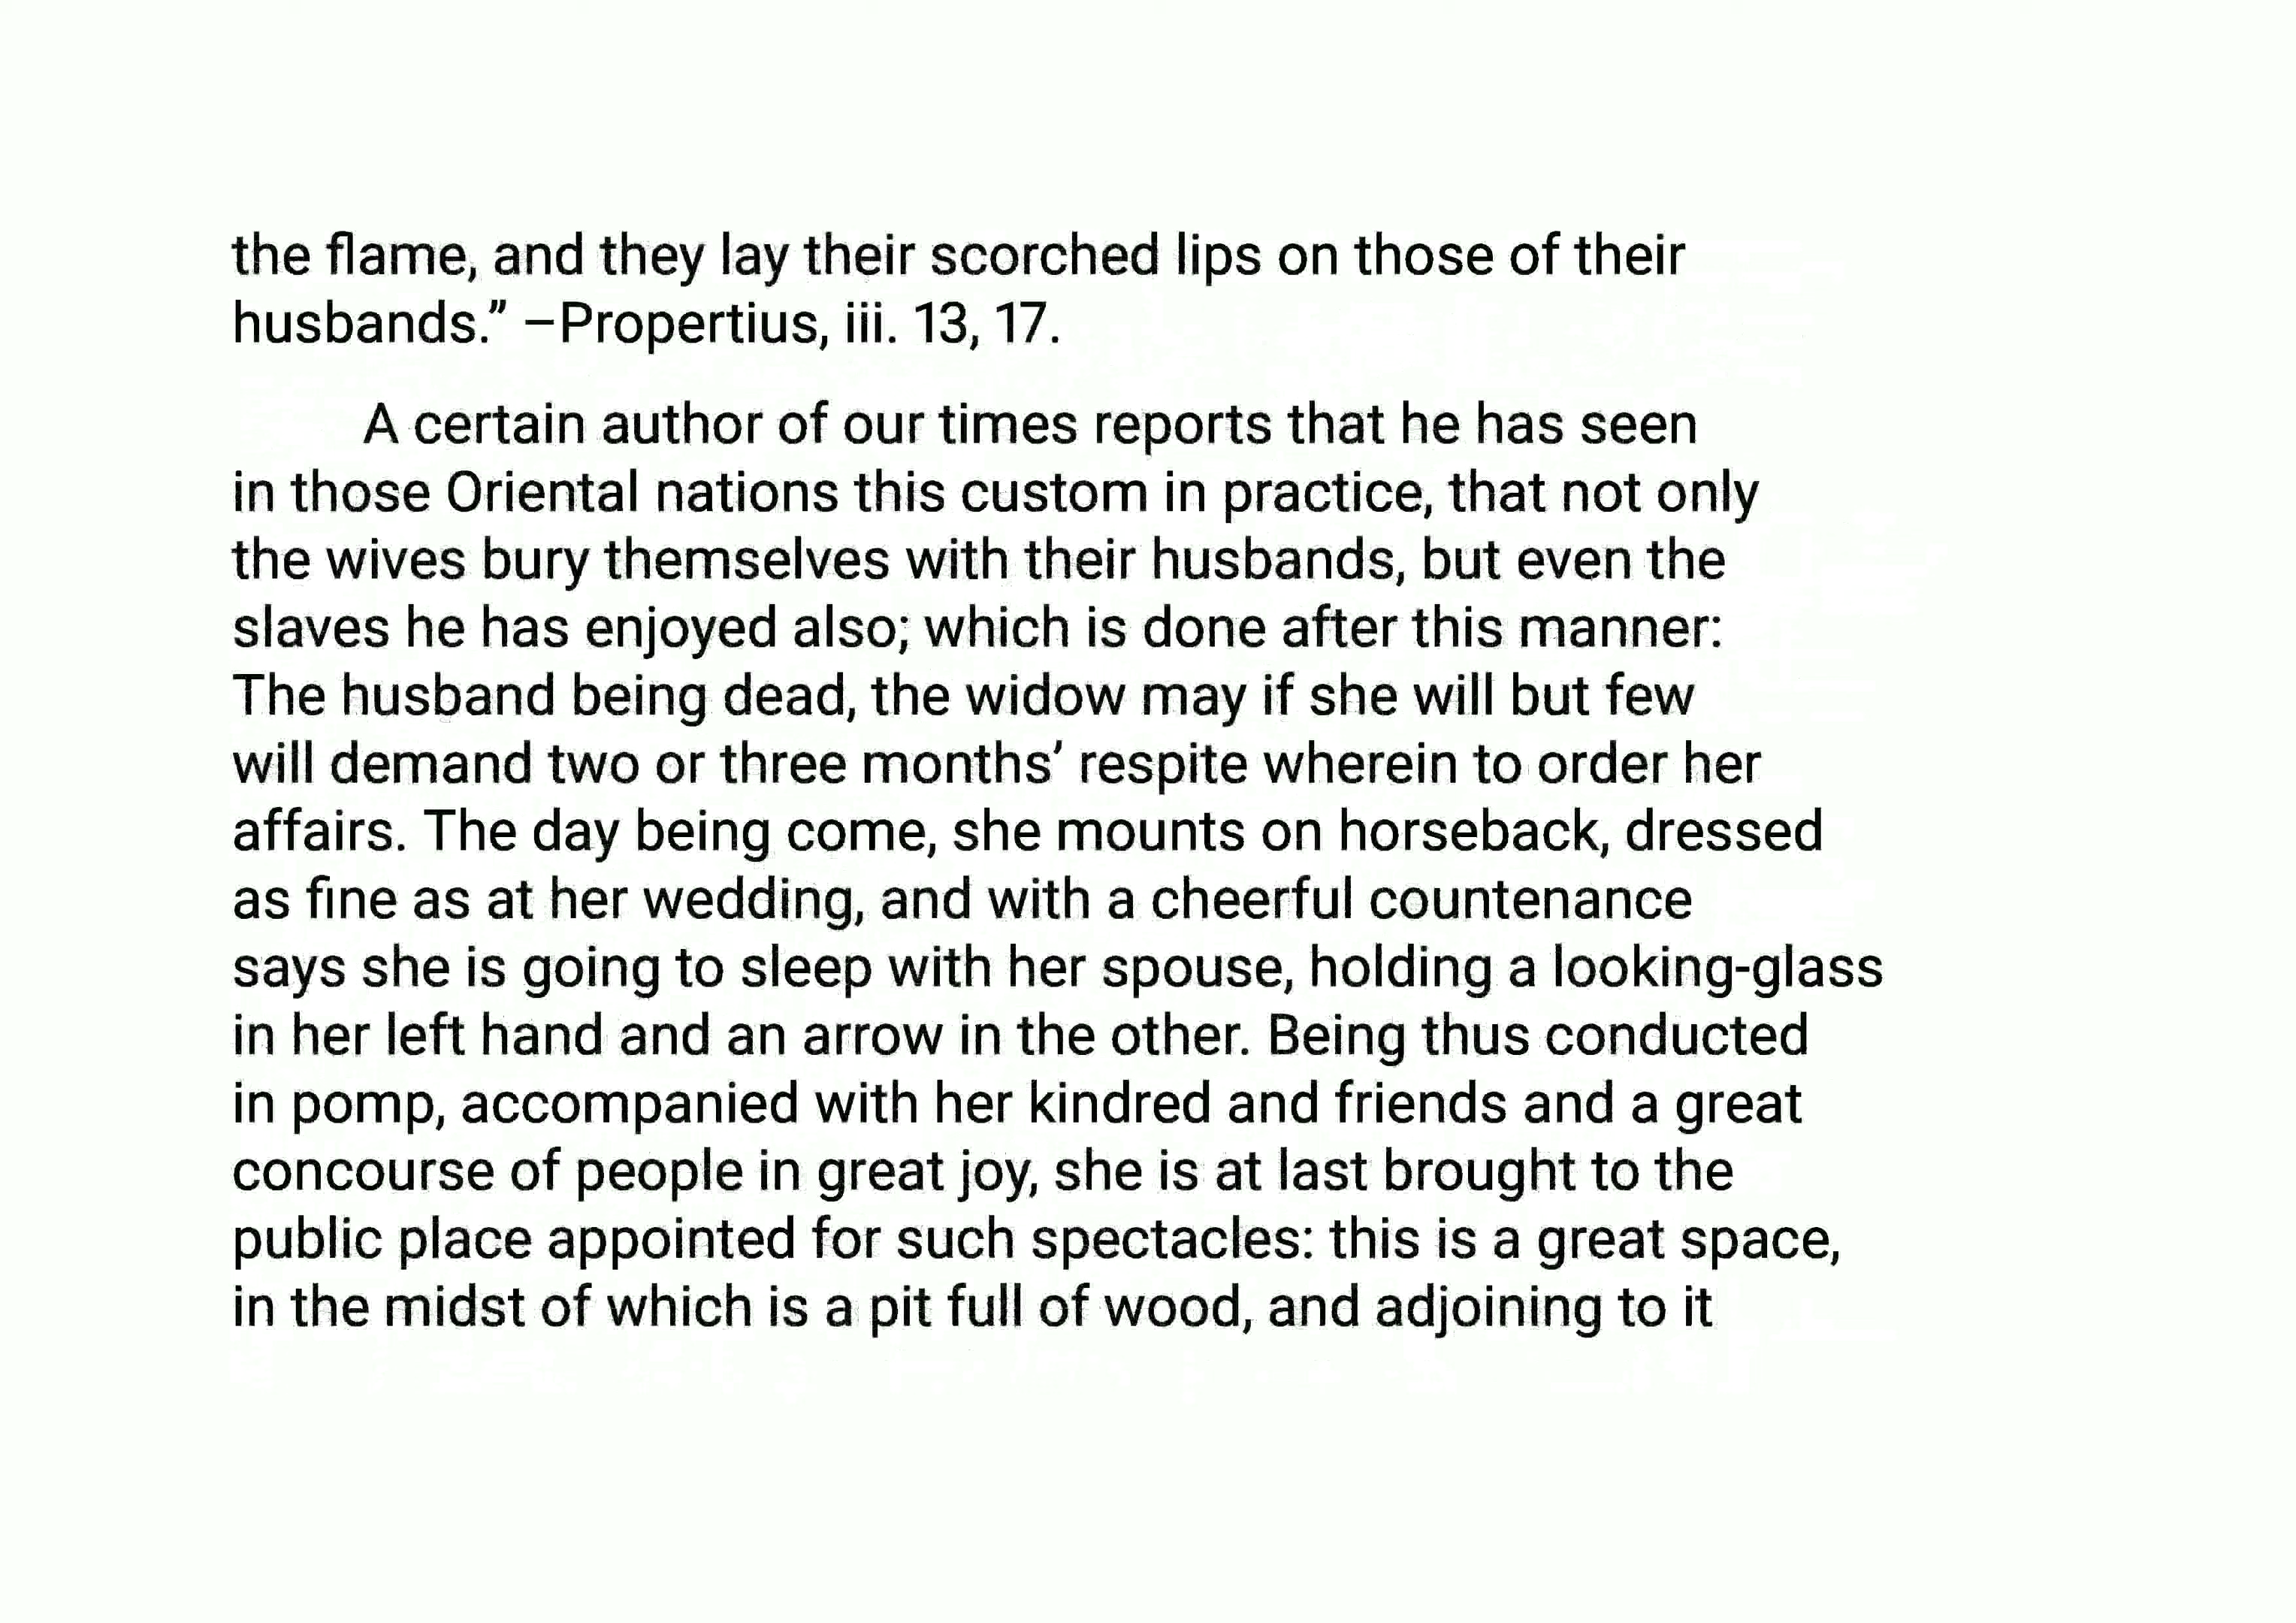 the flame, and they lay their scorched lips on those of their
husbands.” –Propertius, iii. 13, 17.
A certain author of our times reports that he has seen
in those Oriental nations this custom in practice, that not only
the wives bury themselves with their husbands, but even the
slaves he has enjoyed also; which is done after this manner:
The husband being dead, the widow may if she will but few
will demand two or three months’ respite wherein to order her
affairs. The day being come, she mounts on horseback, dressed
as fine as at her wedding, and with a cheerful countenance
says she is going to sleep with her spouse, holding a looking-glass
in her left hand and an arrow in the other. Being thus conducted
in pomp, accompanied with her kindred and friends and a great
concourse of people in great joy, she is at last brought to the
public place appointed for such spectacles: this is a great space,
in the midst of which is a pit full of wood, and adjoining to it